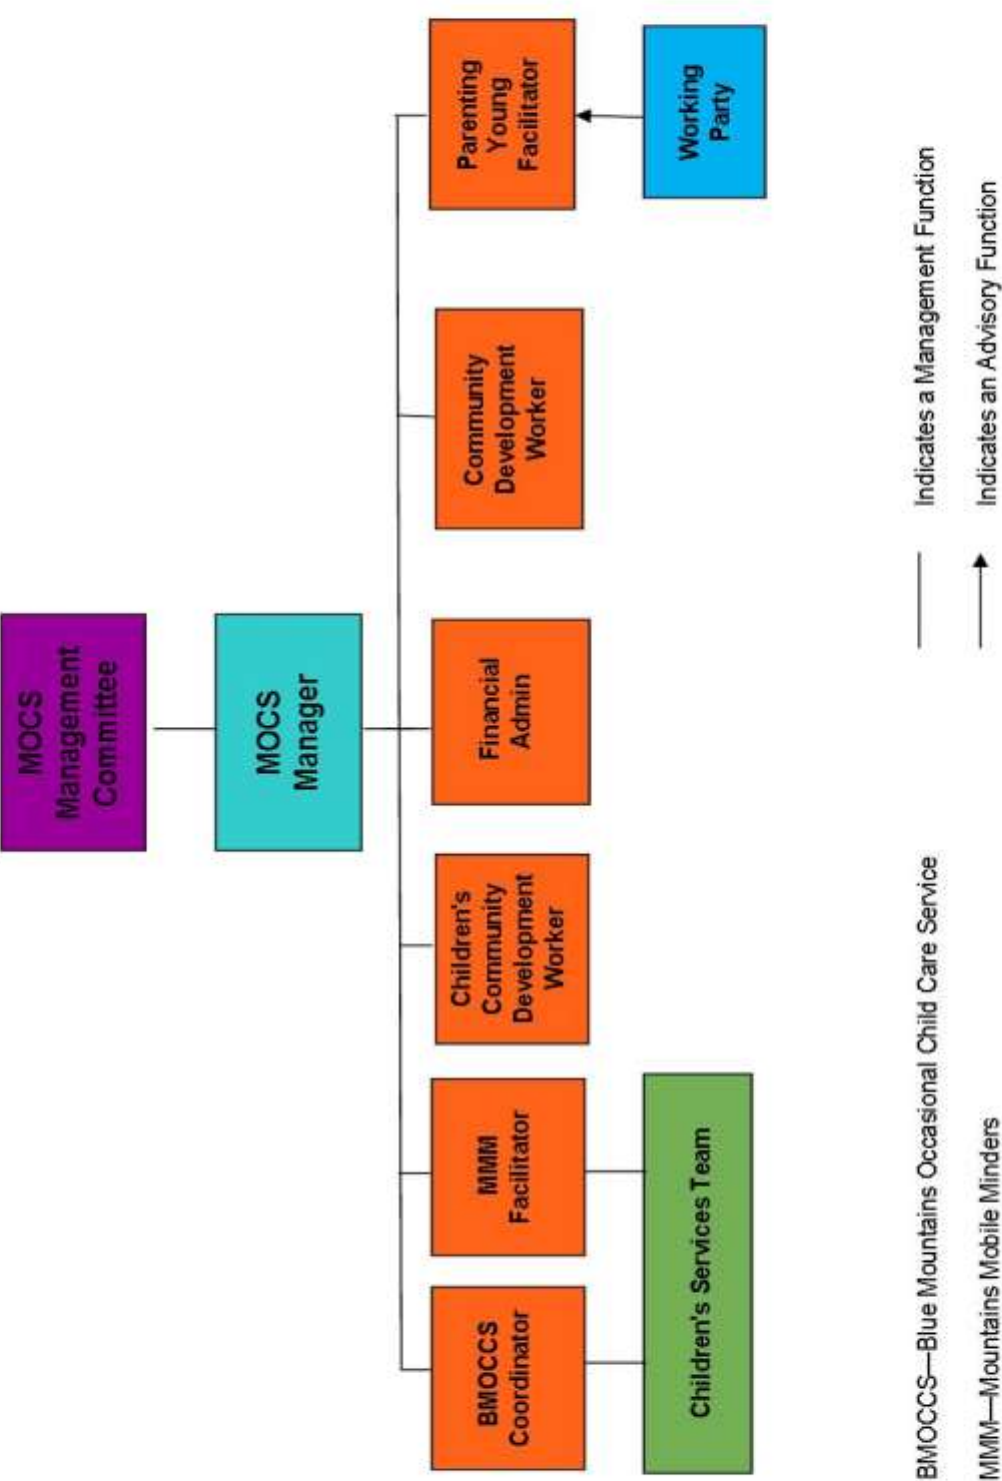 MOCS
Management
Committee
MOCS
Manager
BMOCCS
Coordinator
MMM
Facilitator
Children's
Community
Development
Worker
Financial
Admin
Community
Development
Worker
Parenting
Young
Facilitator
Children's Services Team
Working
Party
BMOCCS—Blue Mountains Occasional Child Care Service
Indicates a Management Function
MMM—Mountains Mobile Minders
Indicates an Advisory Function